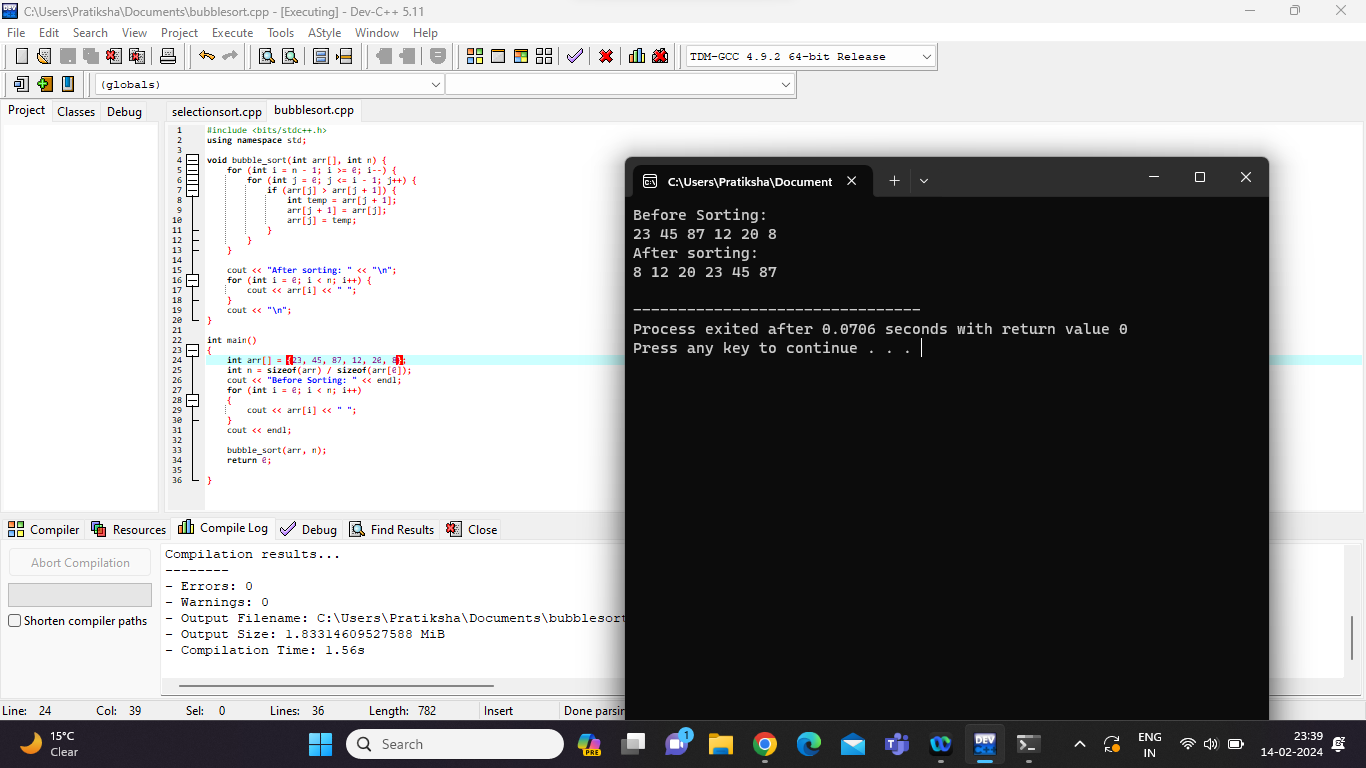 C:\Users\Pratiksha\Documents\bubblesort.cpp - [Executing] - Dev-C++ 5.11
File Edit Search View Project Execute Tools AStyle Window Help
TDM-GCC 4.9.2 64-bit Release
(globals)
Project Classes Debug selectionsort.cpp bubblesort.cpp
1 #include <bits/stdc++.h>
2 using namespace std;
3
4 void bubble_sort(int arr[], int n) {
5 for (int i = n - 1; i >= 0; i--) {
6 for (int j = 0; j <= i - 1; j++) {
7 if (arr[j] > arr[j + 1]) {
8 int temp = arr[j + 1];
9 arr[j + 1] = arr[j];
10 arr[j] = temp;
11 }
12 }
13 }
14
15 cout << "After sorting: " << "\n";
16 for (int i = 0; i < n; i++) {
17 cout << arr[i] << " ";
18 }
19 cout << "\n";
20 }
21
22 int main()
23 {
24 int arr[] = {23, 45, 87, 12, 20, 8};
25 int n = sizeof(arr) / sizeof(arr[0]);
26 cout << "Before Sorting: " << endl;
27 for (int i = 0; i < n; i++)
28 {
29 cout << arr[i] << " ";
30 }
31 cout << endl;
32
33 bubble_sort(arr, n);
34 return 0;
35
36 }
C:\Users\Pratiksha\Document
Before Sorting:
23 45 87 12 20 8
After sorting:
8 12 20 23 45 87
--------------------------------
Process exited after 0.0706 seconds with return value 0
Press any key to continue . . .
Compiler Resources Compile Log Debug Find Results Close
Abort Compilation
Shorten compiler paths
Compilation results...
--------
- Errors: 0
- Warnings: 0
- Output Filename: C:\Users\Pratiksha\Documents\bubblesort
- Output Size: 1.83314609527588 MiB
- Compilation Time: 1.56s
Line: 24 Col: 39 Sel: 0 Lines: 36 Length: 782 Insert Done parsin
15°C
Clear
Search
PRE
1
DEV
ENG
IN
23:39
14-02-2024